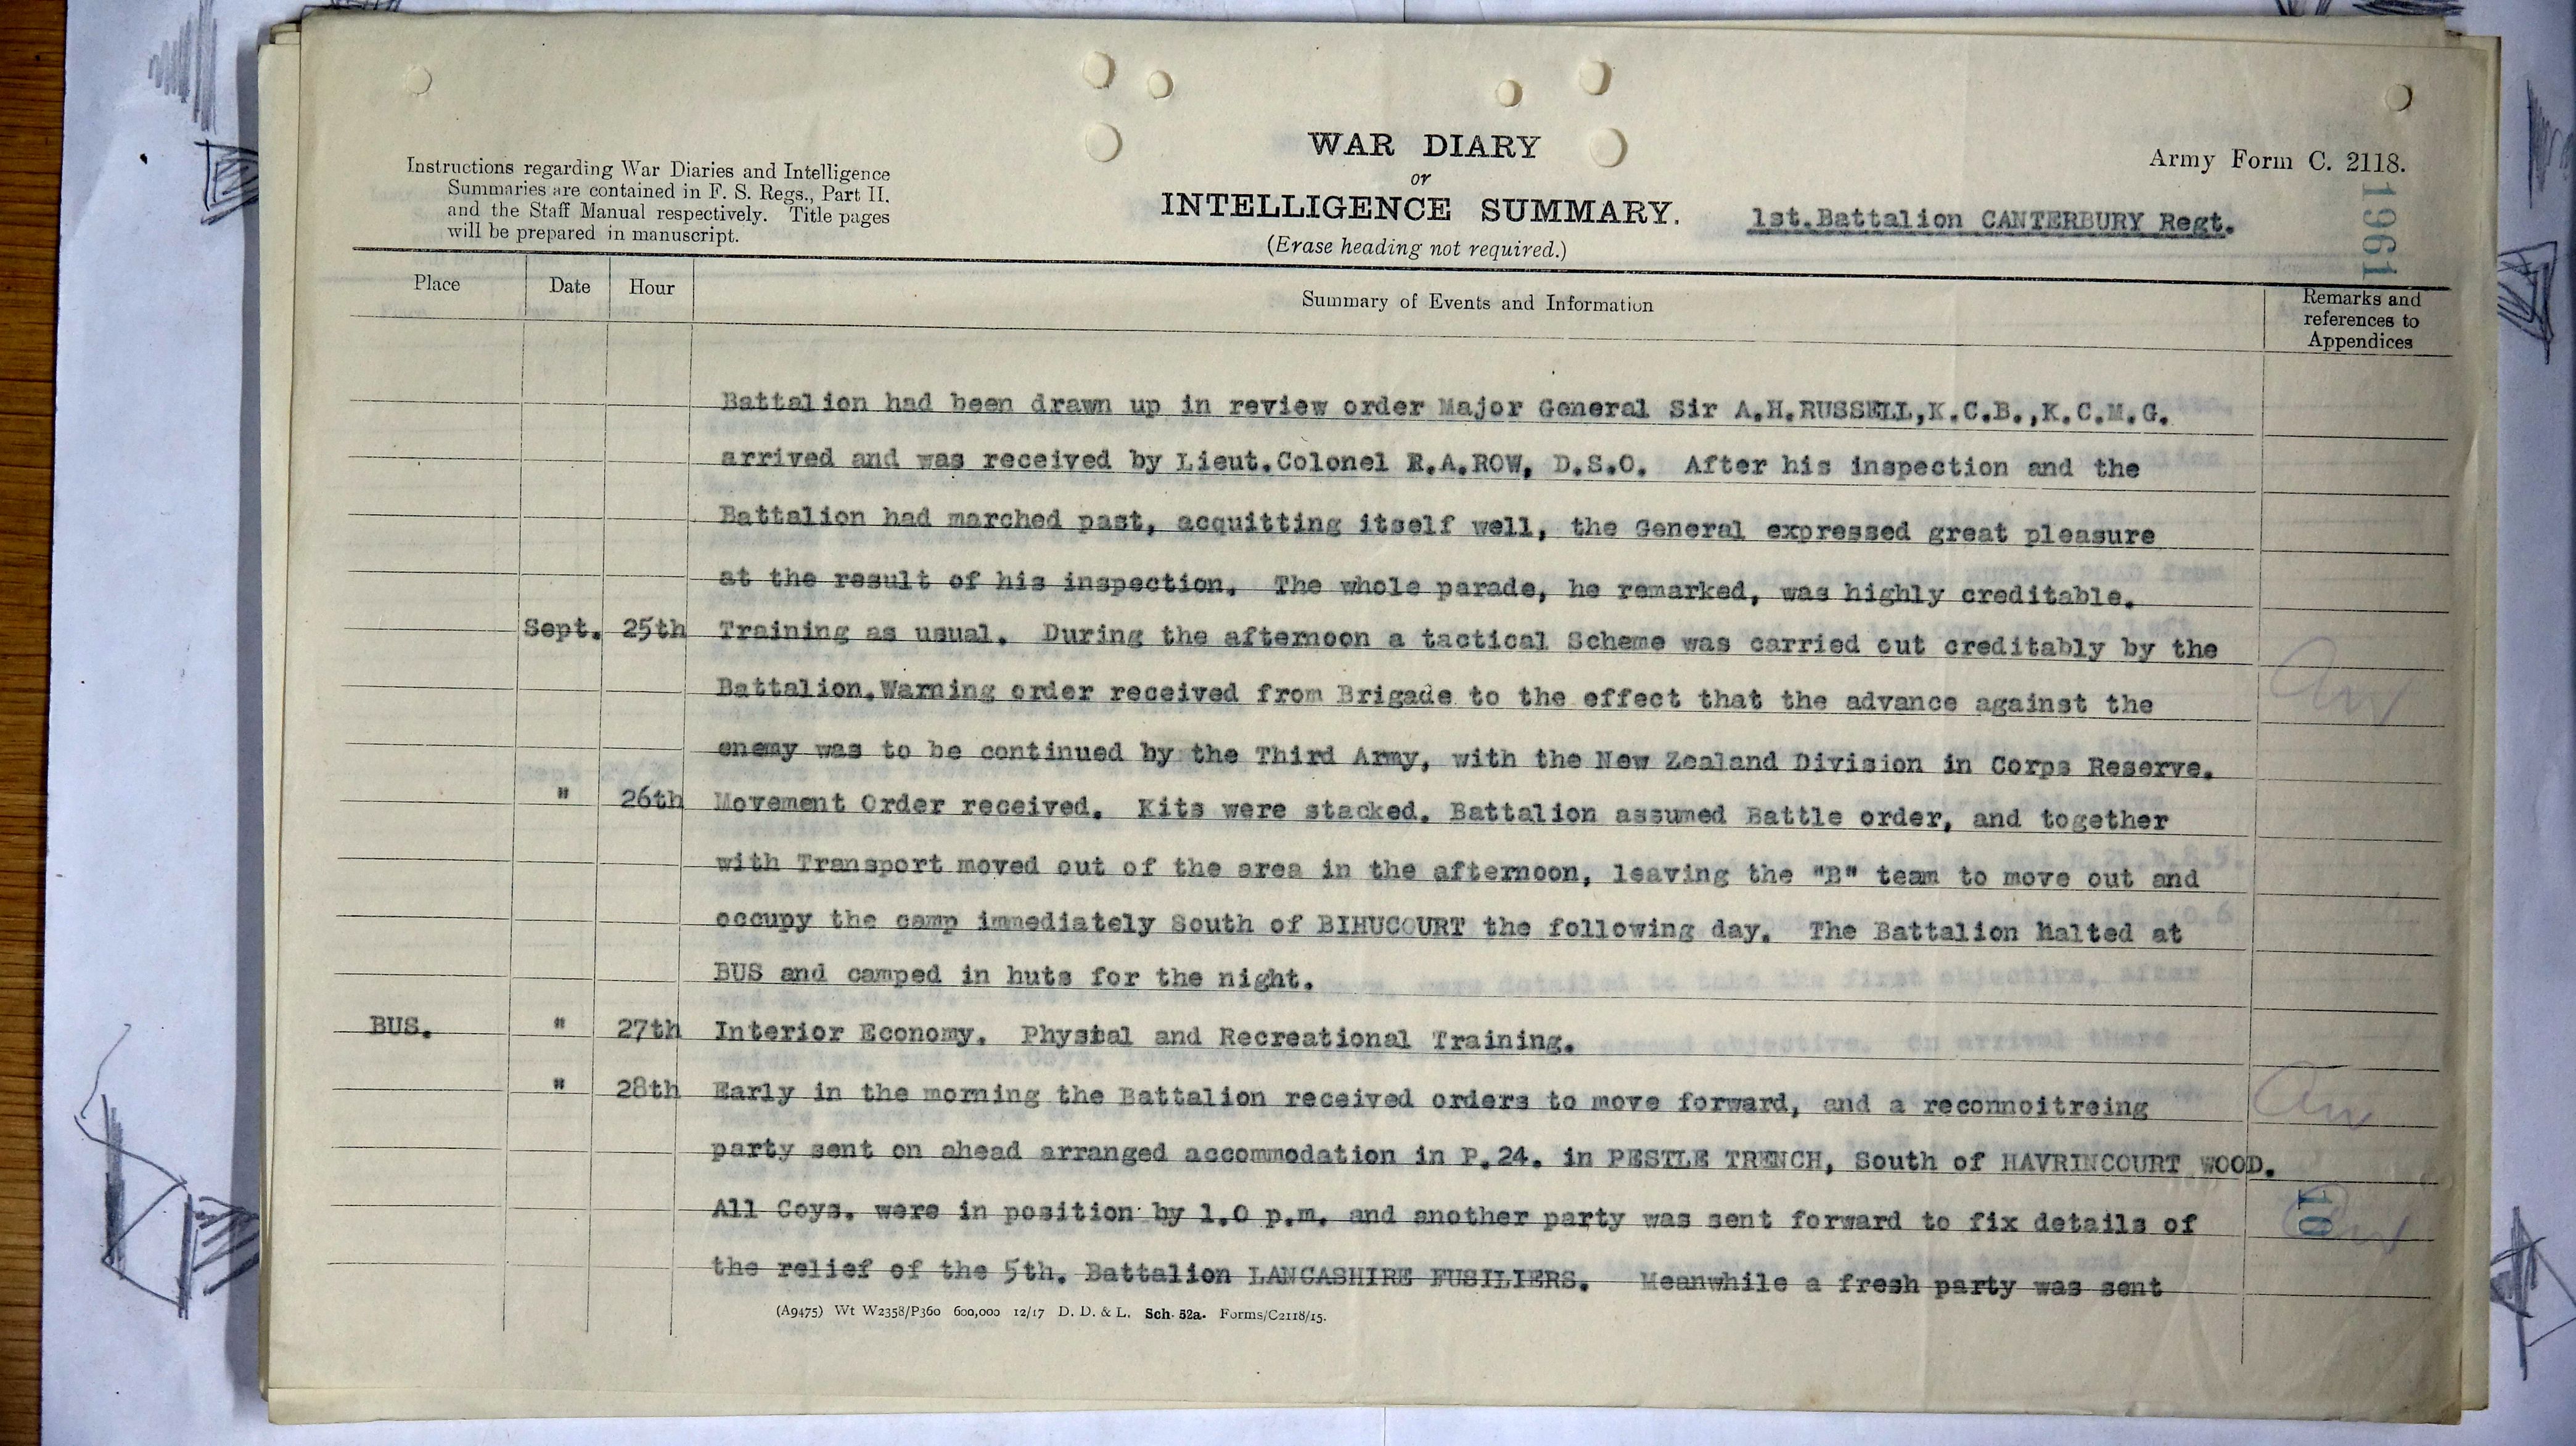 Instructions regarding War Diaries and Intelligence
Summaries are contained in F. S. Regs., Part II.
and the Staff Manual respectively. Title pages
will be prepared in manuscript.
WAR DIARY
or
INTELLIGENCE SUMMARY.
(Erase heading not required.)
1st.Battalion CANTERBURY Regt.
Army Form C. 2118.
1961
Place Date Hour Summary of Events and Information
Remarks and
references to
Appendices
Battalion had been drawn up in review order Major General Sir A.H.RUSSELL,K.C.B.,K.C.M.G.
arrived and was received by Lieut.Colonel R.A.ROW, D.S.O. After his inspection and the
Battalion had marched past, acquitting itself well, the General expressed great pleasure
at the result of his inspection. The whole parade, he remarked, was highly creditable.
Sept. 25th Training as usual. During the afternoon a tactical Scheme was carried out creditably by the
Battalion.Warning order received from Brigade to the effect that the advance against the
enemy was to be continued by the Third Army, with the New Zealand Division in Corps Reserve.
" 26th Movement Order received. Kits were stacked. Battalion assumed Battle order, and together
with Transport moved out of the area in the afternoon, leaving the "B" team to move out and
occupy the camp immediately South of BIHUCOURT the following day. The Battalion halted at
BUS and camped in huts for the night.
BUS. " 27th Interior Economy. Physial and Recreational Training.
" 28th Early in the morning the Battalion received orders to move forward, and a reconnoitreing
party sent on ahead arranged accommodation in P.24. in PESTLE TRENCH, South of HAVRINCOURT WOOD.
All Coys. were in position by 1.0 p.m. and another party was sent forward to fix details of
the relief of the 5th. Battalion LANCASHIRE FUSILIERS. Meanwhile a fresh party was sent
10
(A9475) Wt W2358/P360 600,000 12/17 D. D. & L. Sch. 52a. Forms/C2118/15.